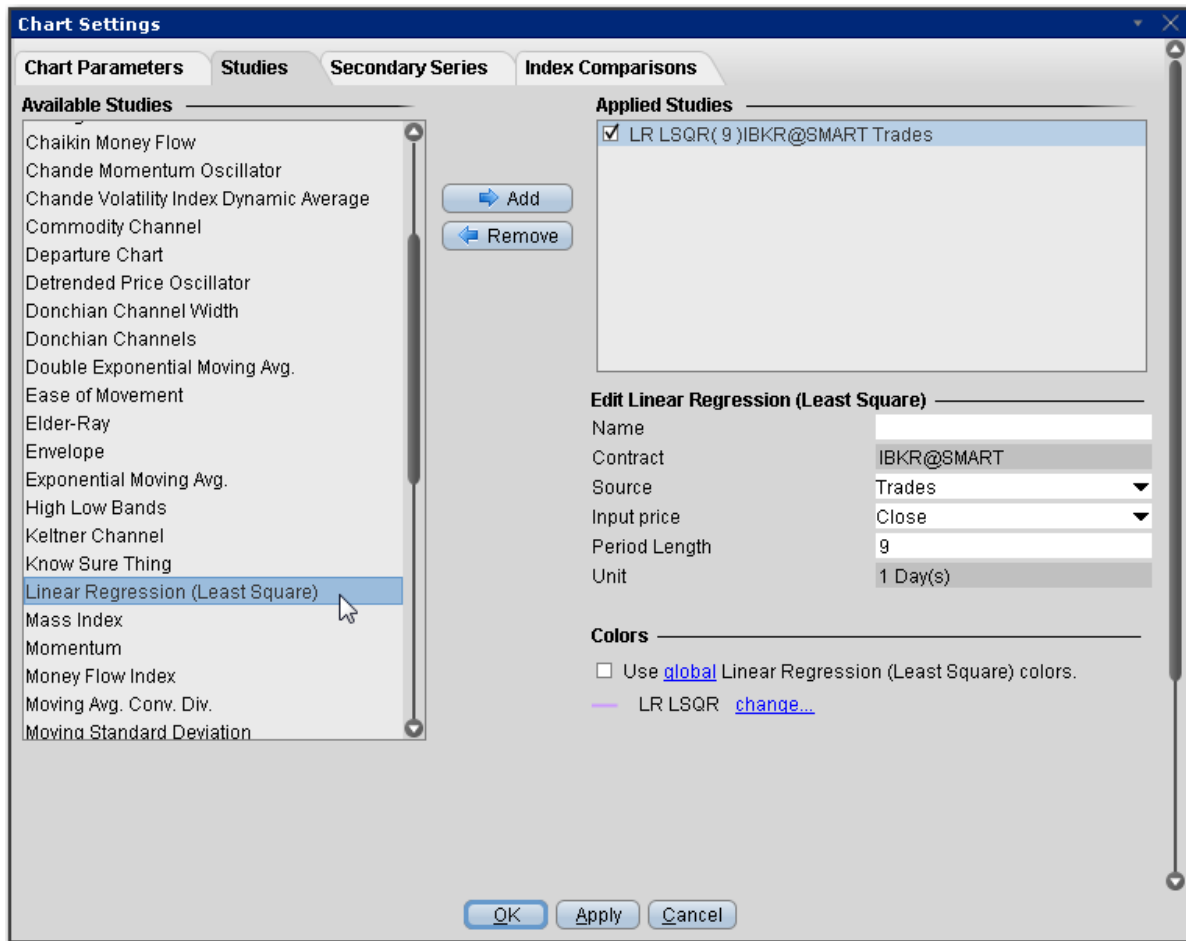 Chart Settings
Chart Parameters
Studies
Secondary Series
Index Comparisons
Available Studies
Chaikin Money Flow
Chande Momentum Oscillator
Chande Volatility Index Dynamic Average
Commodity Channel
Departure Chart
Detrended Price Oscillator
Donchian Channel Width
Donchian Channels
Double Exponential Moving Avg.
Ease of Movement
Elder-Ray
Envelope
Exponential Moving Avg.
High Low Bands
Keltner Channel
Know Sure Thing
Linear Regression (Least Square)
Mass Index
Momentum
Money Flow Index
Moving Avg. Conv. Div.
Moving Standard Deviation
Add
Remove
Applied Studies
LR LSQR( 9 )IBKR@SMART Trades
Edit Linear Regression (Least Square)
Name
Contract IBKR@SMART
Source Trades
Input price Close
Period Length 9
Unit 1 Day(s)
Colors
Use global Linear Regression (Least Square) colors.
LR LSQR change...
OK Apply Cancel